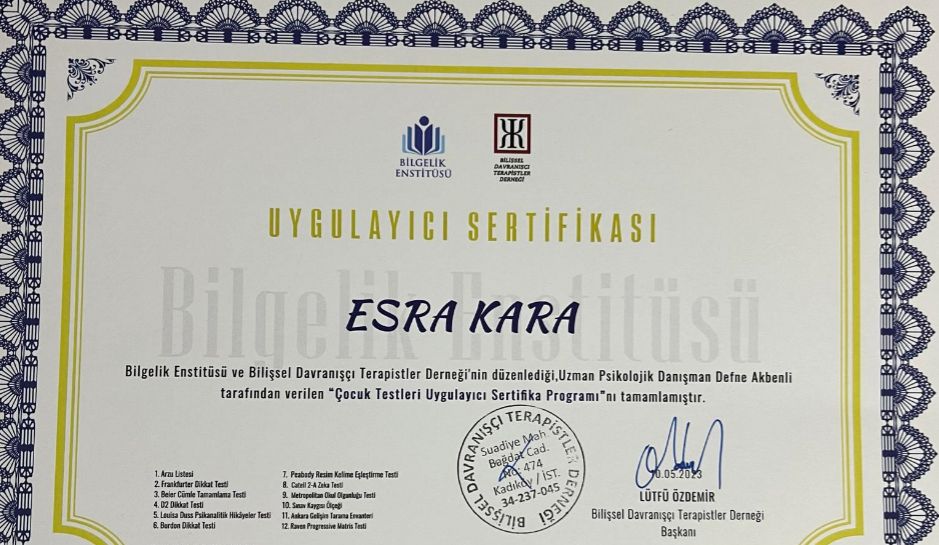 BİLGELİK
ENSTİTÜSÜ
BİLİŞSEL
DAVRANIŞÇI
TERAPİSTLER
DERNEĞİ
UYGULAYICI SERTİFİKASI
Bilgelik Enstitüsü
ESRA KARA
Bilgelik Enstitüsü ve Bilişsel Davranışçı Terapistler Derneği'nin düzenlediği,Uzman Psikolojik Danışman Defne Akbenli
tarafından verilen "Çocuk Testleri Uygulayıcı Sertifika Programı"nı tamamlamıştır.
1. Arzu Listesi
2. Frankfurter Dikkat Testi
3. Beier Cümle Tamamlama Testi
4. D2 Dikkat Testi
5. Louisa Duss Psikanalitik Hikâyeler Testi
6. Burdon Dikkat Testi
7. Peabody Resim Kelime Eşleştirme Testi
8. Catell 2-A Zeka Testi
9. Metropolitan Okul Olgunluğu Testi
10. Sınav Kaygısı Ölçeği
11. Ankara Gelişim Tarama Envanteri
12. Raven Progressive Matris Testi
BİLİŞSEL DAVRANIŞÇI TERAPİSTLER DERNEĞİ
Suadiye Mah.
Bağdat Cad.
No: 474
Kadıköy / İST.
34-237-045
10.05.2023
LÜTFÜ ÖZDEMİR
Bilişsel Davranışçı Terapistler Derneği
Başkanı